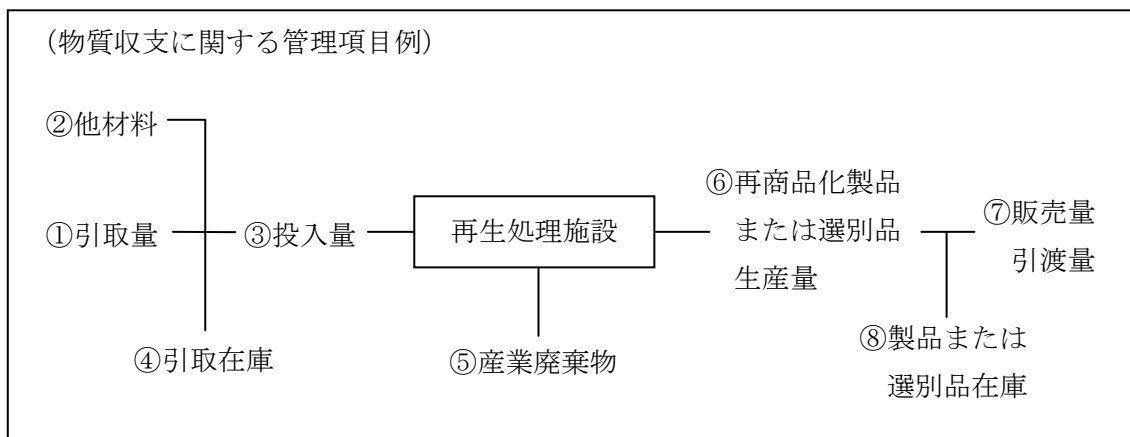 （物質収支に関する管理項目例）
②他材料
①引取量
③投入量
再生処理施設
⑥再商品化製品
または選別品
生産量
⑦販売量
引渡量
④引取在庫
⑤産業廃棄物
⑧製品または
選別品在庫